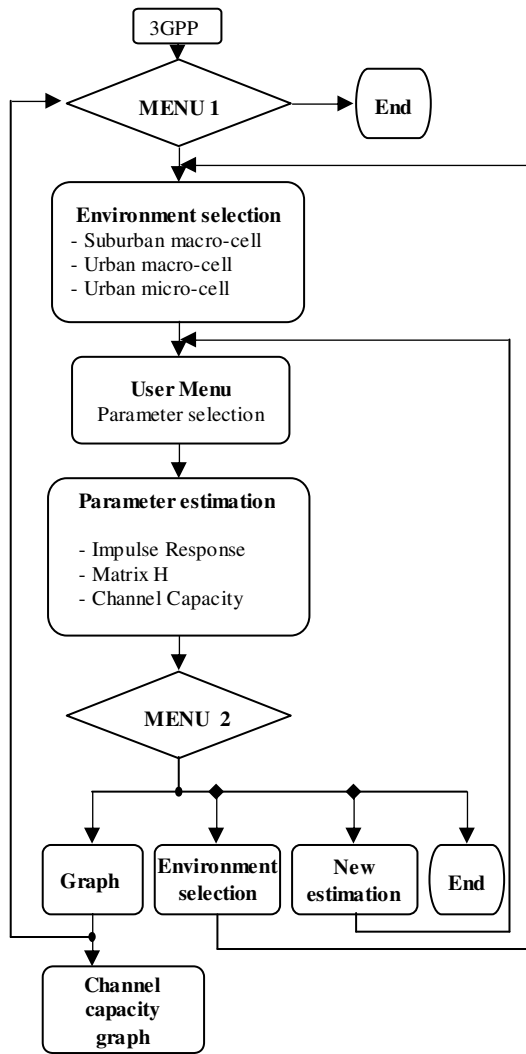 3GPP
MENU 1
End
Environment selection
- Suburban macro-cell
- Urban macro-cell
- Urban micro-cell
User Menu
Parameter selection
Parameter estimation
- Impulse Response
- Matrix H
- Channel Capacity
MENU 2
Graph
Environment
selection
New
estimation
End
Channel
capacity
graph